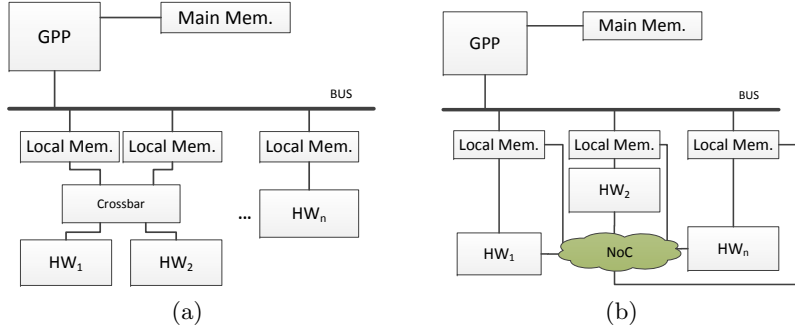 GPP
Main Mem.
BUS
Local Mem.
Local Mem.
Local Mem.
Crossbar
...
HWn
HW1
HW2
(a)
GPP
Main Mem.
BUS
Local Mem.
Local Mem.
Local Mem.
HW2
HW1
NoC
HWn
(b)